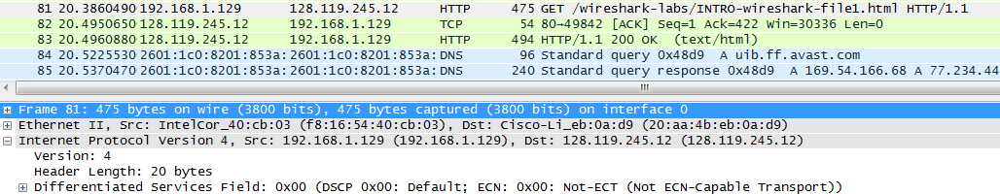 81 20.3860490 192.168.1.129 128.119.245.12 HTTP 475 GET /wireshark-labs/INTRO-wireshark-file1.html HTTP/1.1
82 20.4950650 128.119.245.12 192.168.1.129 TCP 54 80→49842 [ACK] Seq=1 Ack=422 Win=30336 Len=0
83 20.4960880 128.119.245.12 192.168.1.129 HTTP 494 HTTP/1.1 200 OK (text/html)
84 20.5225530 2601:1c0:8201:853a: 2601:1c0:8201:853a: DNS 96 Standard query 0x48d9 A uib.ff.avast.com
85 20.5370470 2601:1c0:8201:853a: 2601:1c0:8201:853a: DNS 240 Standard query response 0x48d9 A 169.54.166.68 A 77.234.44
Frame 81: 475 bytes on wire (3800 bits), 475 bytes captured (3800 bits) on interface 0
Ethernet II, Src: IntelCor_40:cb:03 (f8:16:54:40:cb:03), Dst: Cisco-Li_eb:0a:d9 (20:aa:4b:eb:0a:d9)
Internet Protocol Version 4, Src: 192.168.1.129 (192.168.1.129), Dst: 128.119.245.12 (128.119.245.12)
Version: 4
Header Length: 20 bytes
Differentiated Services Field: 0x00 (DSCP 0x00: Default; ECN: 0x00: Not-ECT (Not ECN-Capable Transport))